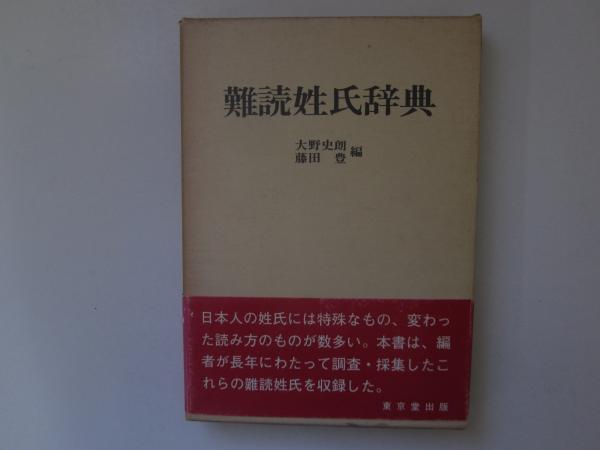 難読姓氏辞典
大野史朗
藤田 豊 編
日本人の姓氏には特殊なもの、変わっ
た読み方のものが数多い。本書は、編
者が長年にわたって調査・採集したこ
れらの難読姓氏を収録した。
東京堂出版